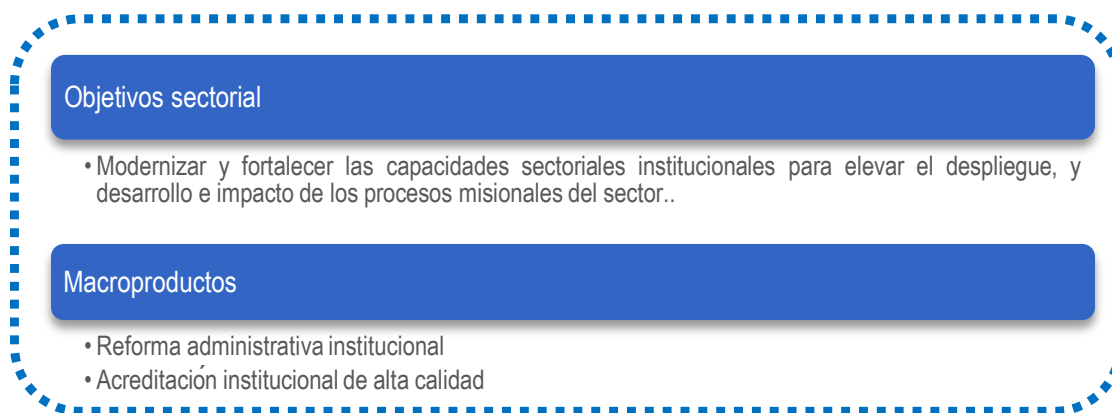 Objetivos sectorial
• Modernizar y fortalecer las capacidades sectoriales institucionales para elevar el despliegue, y
desarrollo e impacto de los procesos misionales del sector..
Macroproductos
• Reforma administrativa institucional
• Acreditación institucional de alta calidad